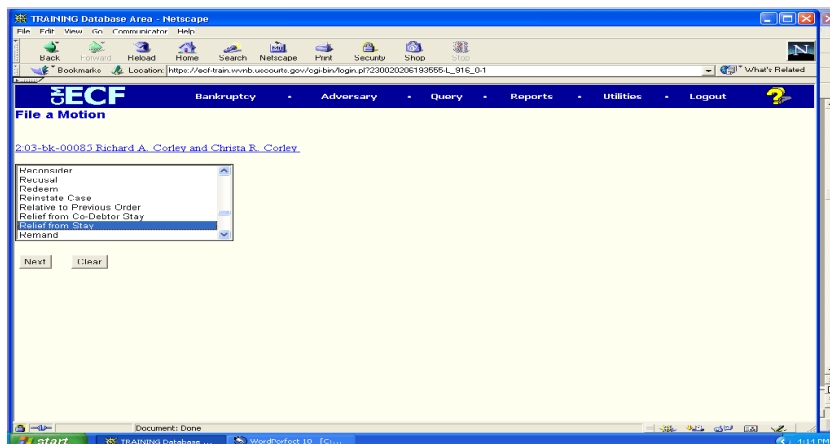 TRAINING Database Area - Netscape
File Edit View Go Communicator Help
Back Forward Reload Home Search Netscape Print Security Shop Stop
Bookmarks Location: https://ecf-train.wvnb.uscourts.gov/cgi-bin/login.pl?230020206193555-L_916_0-1 What's Related
CM ECF Bankruptcy Adversary Query Reports Utilities Logout ?
File a Motion
2:03-bk-00085 Richard A. Corley and Christa R. Corley
Reconsider
Recusal
Redeem
Reinstate Case
Relative to Previous Order
Relief from Co-Debtor Stay
Relief from Stay
Remand
Next Clear
Document: Done
start TRAINING Database ... WordPerfect 10 1:14 PM